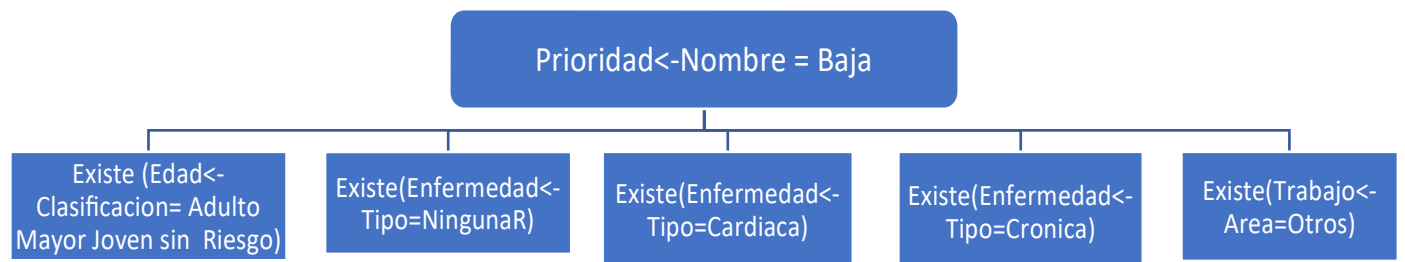 Prioridad<-Nombre = Baja
Existe (Edad<-
Clasificacion= Adulto
Mayor Joven sin  Riesgo)
Existe(Enfermedad<-
Tipo=NingunaR)
Existe(Enfermedad<-
Tipo=Cardiaca)
Existe(Enfermedad<-
Tipo=Cronica)
Existe(Trabajo<-
Area=Otros)